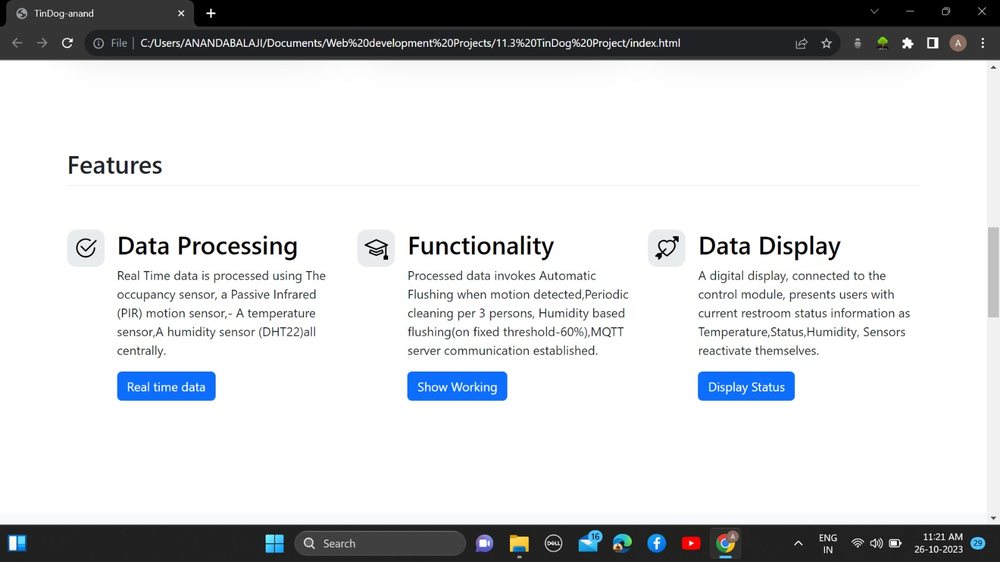 TinDog-anand
File
C:/Users/ANANDABALAJI/Documents/Web%20development%20Projects/11.3%20TinDog%20Project/index.html
A
Features
Data Processing
Real Time data is processed using The
occupancy sensor, a Passive Infrared
(PIR) motion sensor,- A temperature
sensor,A humidity sensor (DHT22)all
centrally.
Real time data
Functionality
Processed data invokes Automatic
Flushing when motion detected,Periodic
cleaning per 3 persons, Humidity based
flushing(on fixed threshold-60%),MQTT
server communication established.
Show Working
Data Display
A digital display, connected to the
control module, presents users with
current restroom status information as
Temperature,Status,Humidity, Sensors
reactivate themselves.
Display Status
Search
DELL
16
A
ENG
IN
11:21 AM
26-10-2023
29